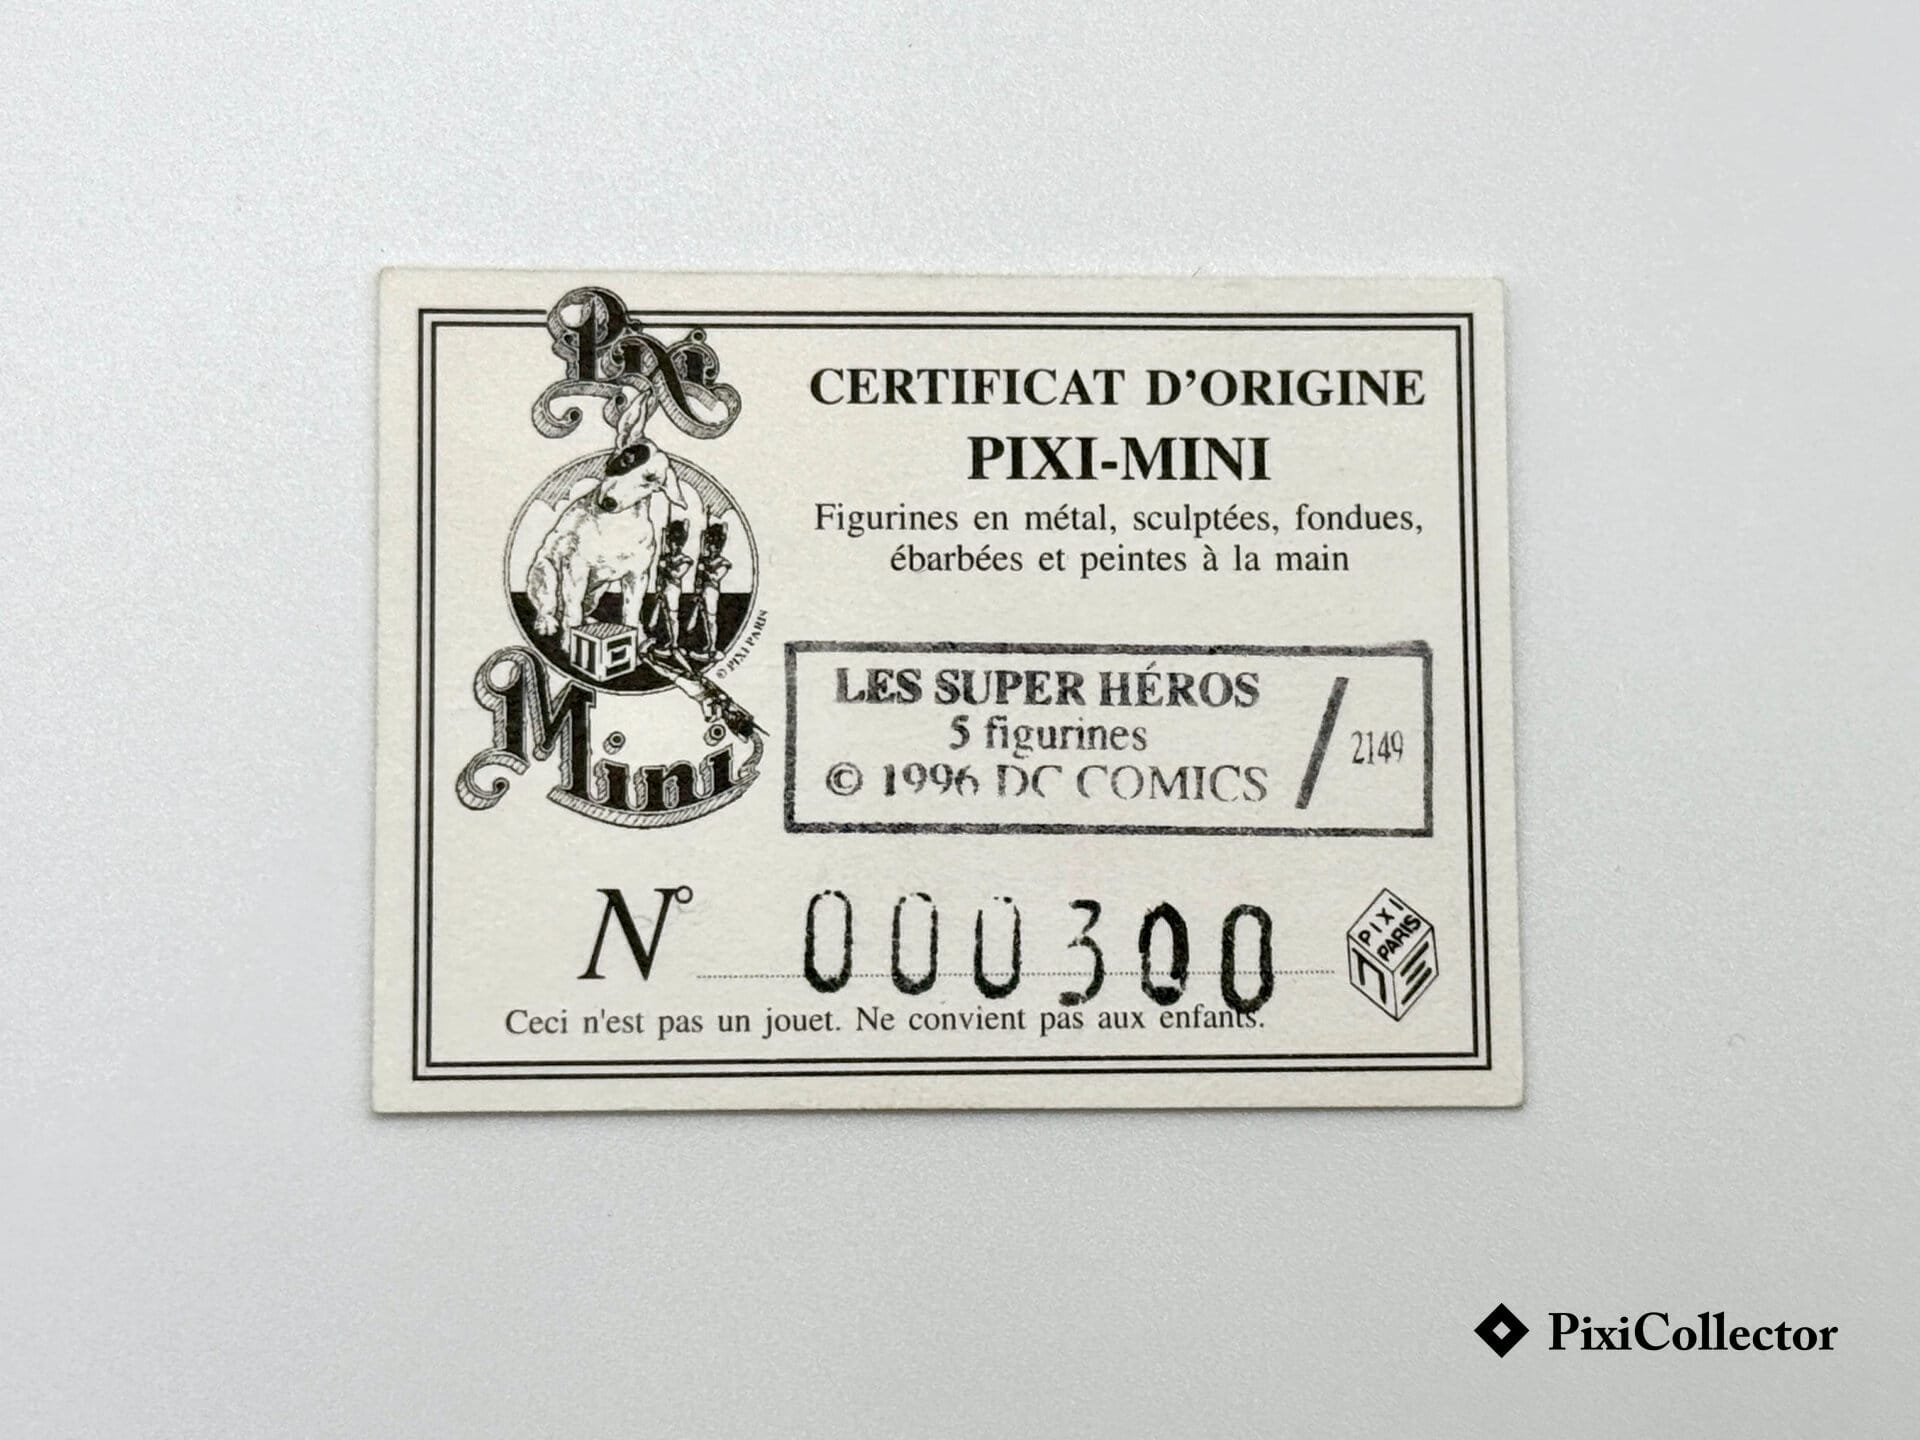 Pixi
CERTIFICAT D'ORIGINE
PIXI-MINI
Figurines en métal, sculptées, fondues,
ébarbées et peintes à la main
© PIXI PARIS
Mini
LES SUPER HÉROS
5 figurines
© 1996 DC COMICS / 2149
N° 000300
PIXI
PARIS
Ceci n'est pas un jouet. Ne convient pas aux enfants.
PixiCollector